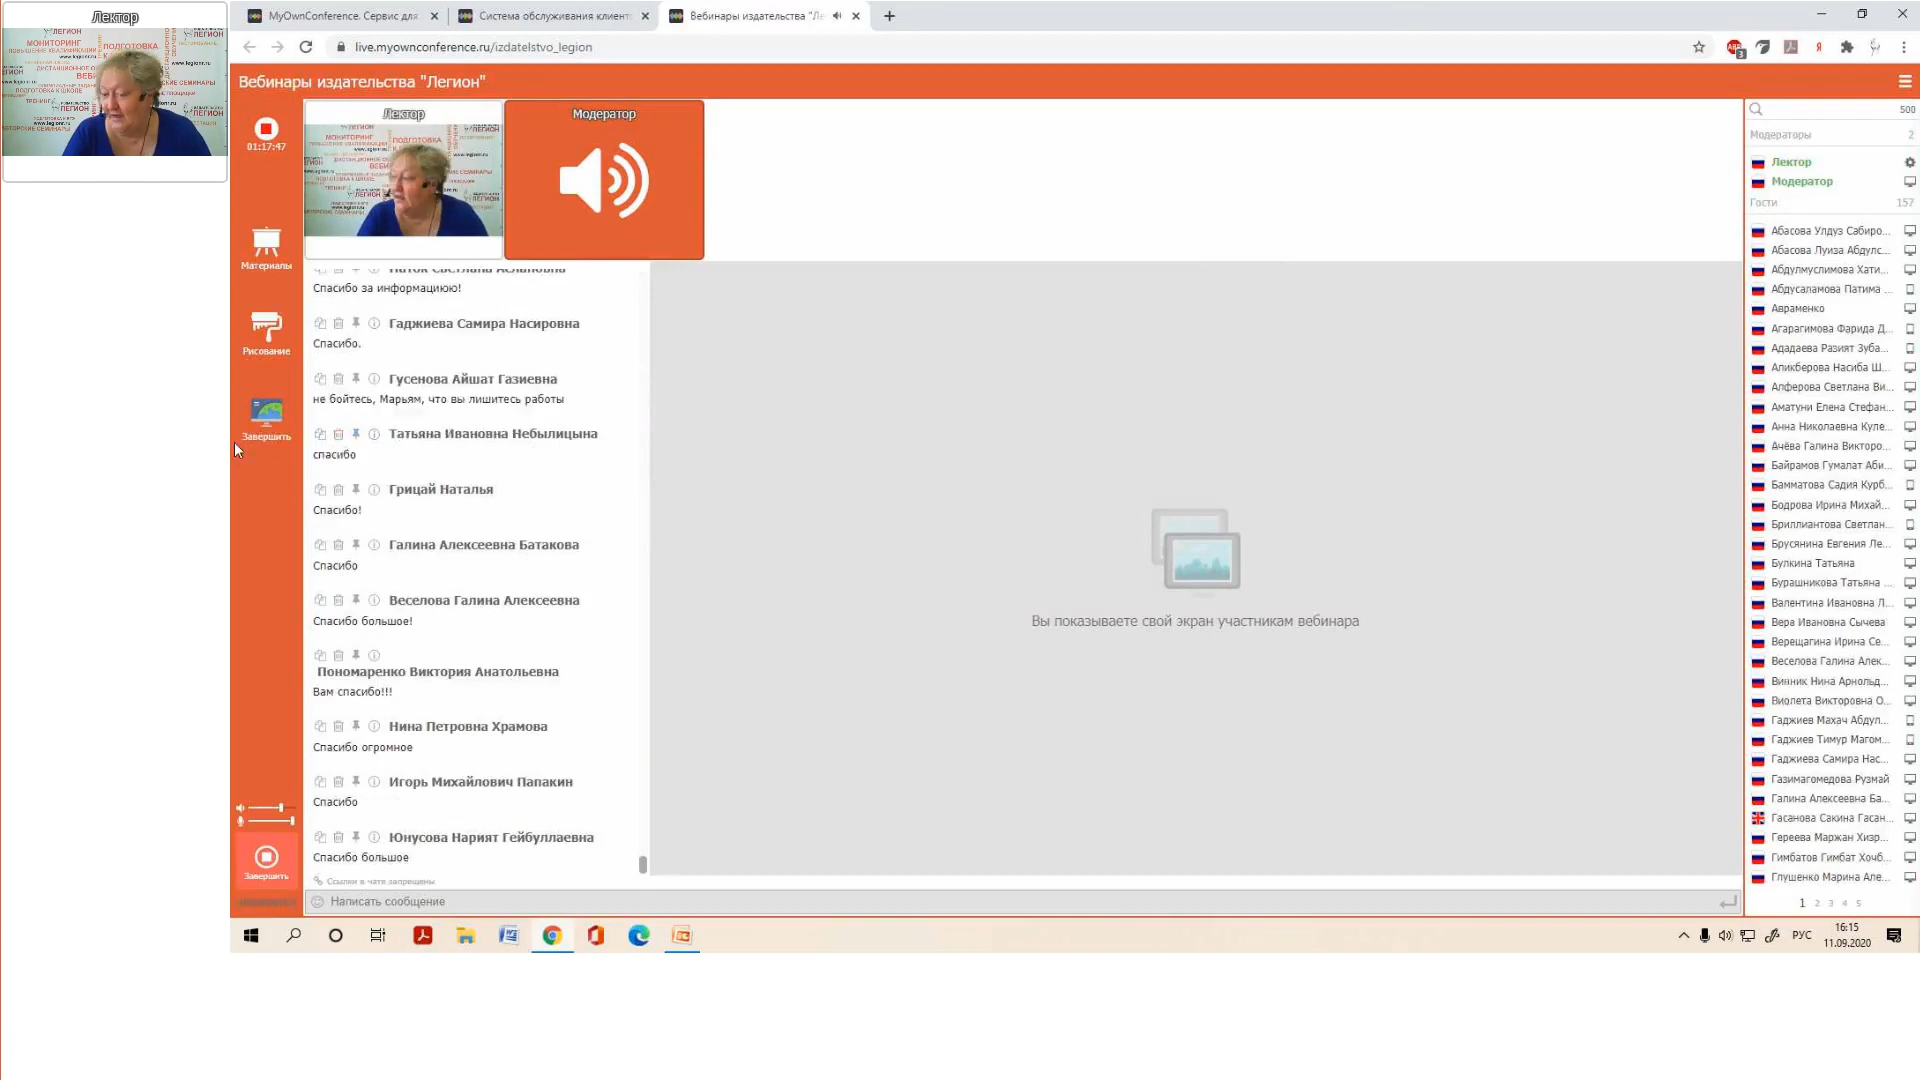 Лектор
MyOwnConference. Сервис для
Система обслуживания клиент
Вебинары издательства "Ле
live.myownconference.ru/izdatelstvo_legion
Вебинары издательства "Легион"
01:17:47
Материалы
Рисование
Завершить
Завершить
Лектор
Модератор
Спасибо за информациюю!
Гаджиева Самира Насировна
Спасибо.
Гусенова Айшат Газиевна
не бойтесь, Марьям, что вы лишитесь работы
Татьяна Ивановна Небылицына
спасибо
Грицай Наталья
Спасибо!
Галина Алексеевна Батакова
Спасибо
Веселова Галина Алексеевна
Спасибо большое!
Пономаренко Виктория Анатольевна
Вам спасибо!!!
Нина Петровна Храмова
Спасибо огромное
Игорь Михайлович Папакин
Спасибо
Юнусова Нарият Гейбуллаевна
Спасибо большое
Ссылки в чате запрещены
Написать сообщение
Вы показываете свой экран участникам вебинара
500
Модераторы 2
Лектор
Модератор
Гости 157
Абасова Улдуз Сабиро...
Абасова Луиза Абдулс...
Абдулмуслимова Хати...
Абдусаламова Патима ...
Авраменко
Агарагимова Фарида Д...
Ададаева Разият Зуба...
Аликберова Насиба Ш...
Алферова Светлана Ви...
Аматуни Елена Стефан...
Анна Николаевна Куле...
Ачёва Галина Викторо...
Байрамов Гумалат Аби...
Бамматова Садия Курб...
Бодрова Ирина Михай...
Бриллиантова Светлан...
Брусянина Евгения Ле...
Булкина Татьяна
Бурашникова Татьяна ...
Валентина Ивановна Л...
Вера Ивановна Сычева
Верещагина Ирина Се...
Веселова Галина Алек...
Винник Нина Арнольд...
Виолета Викторовна О...
Гаджиев Махач Абдул...
Гаджиев Тимур Магом...
Гаджиева Самира Нас...
Газимагомедова Рузмай
Галина Алексеевна Ба...
Гасанова Сакина Гасан...
Гереева Маржан Хизр...
Гимбатов Гимбат Хочб...
Глушенко Марина Але...
1 2 3 4 5
РУС
16:15
11.09.2020